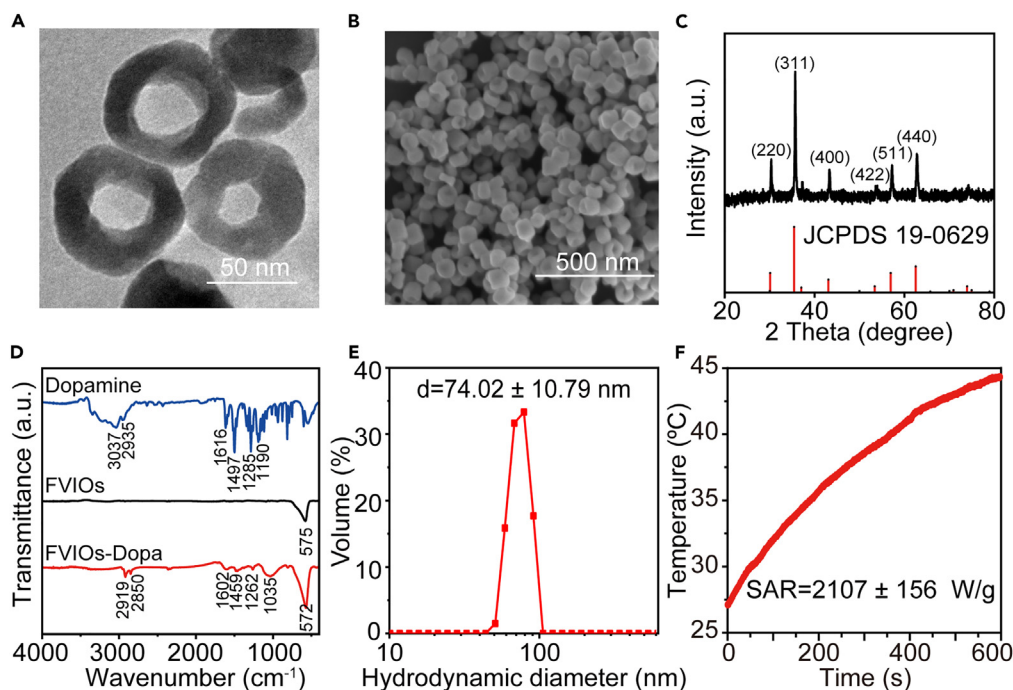 A
50 nm
B
500 nm
C
Intensity (a.u.)
(220)
(311)
(400)
(422)
(511)
(440)
JCPDS 19-0629
20 40 60 80
2 Theta (degree)
D
Transmittance (a.u.)
Dopamine
3037
2935
1616
1497
1285
1190
FVIOs
575
FVIOs-Dopa
2919
2850
1602
1459
1262
1035
572
4000 3000 2000 1000
Wavenumber (cm⁻¹)
E
Volume (%)
d=74.02 ± 10.79 nm
40
30
20
10
0
10 100
Hydrodynamic diameter (nm)
F
Temperature (ºC)
45
40
35
30
25
SAR=2107 ± 156 W/g
0 200 400 600
Time (s)